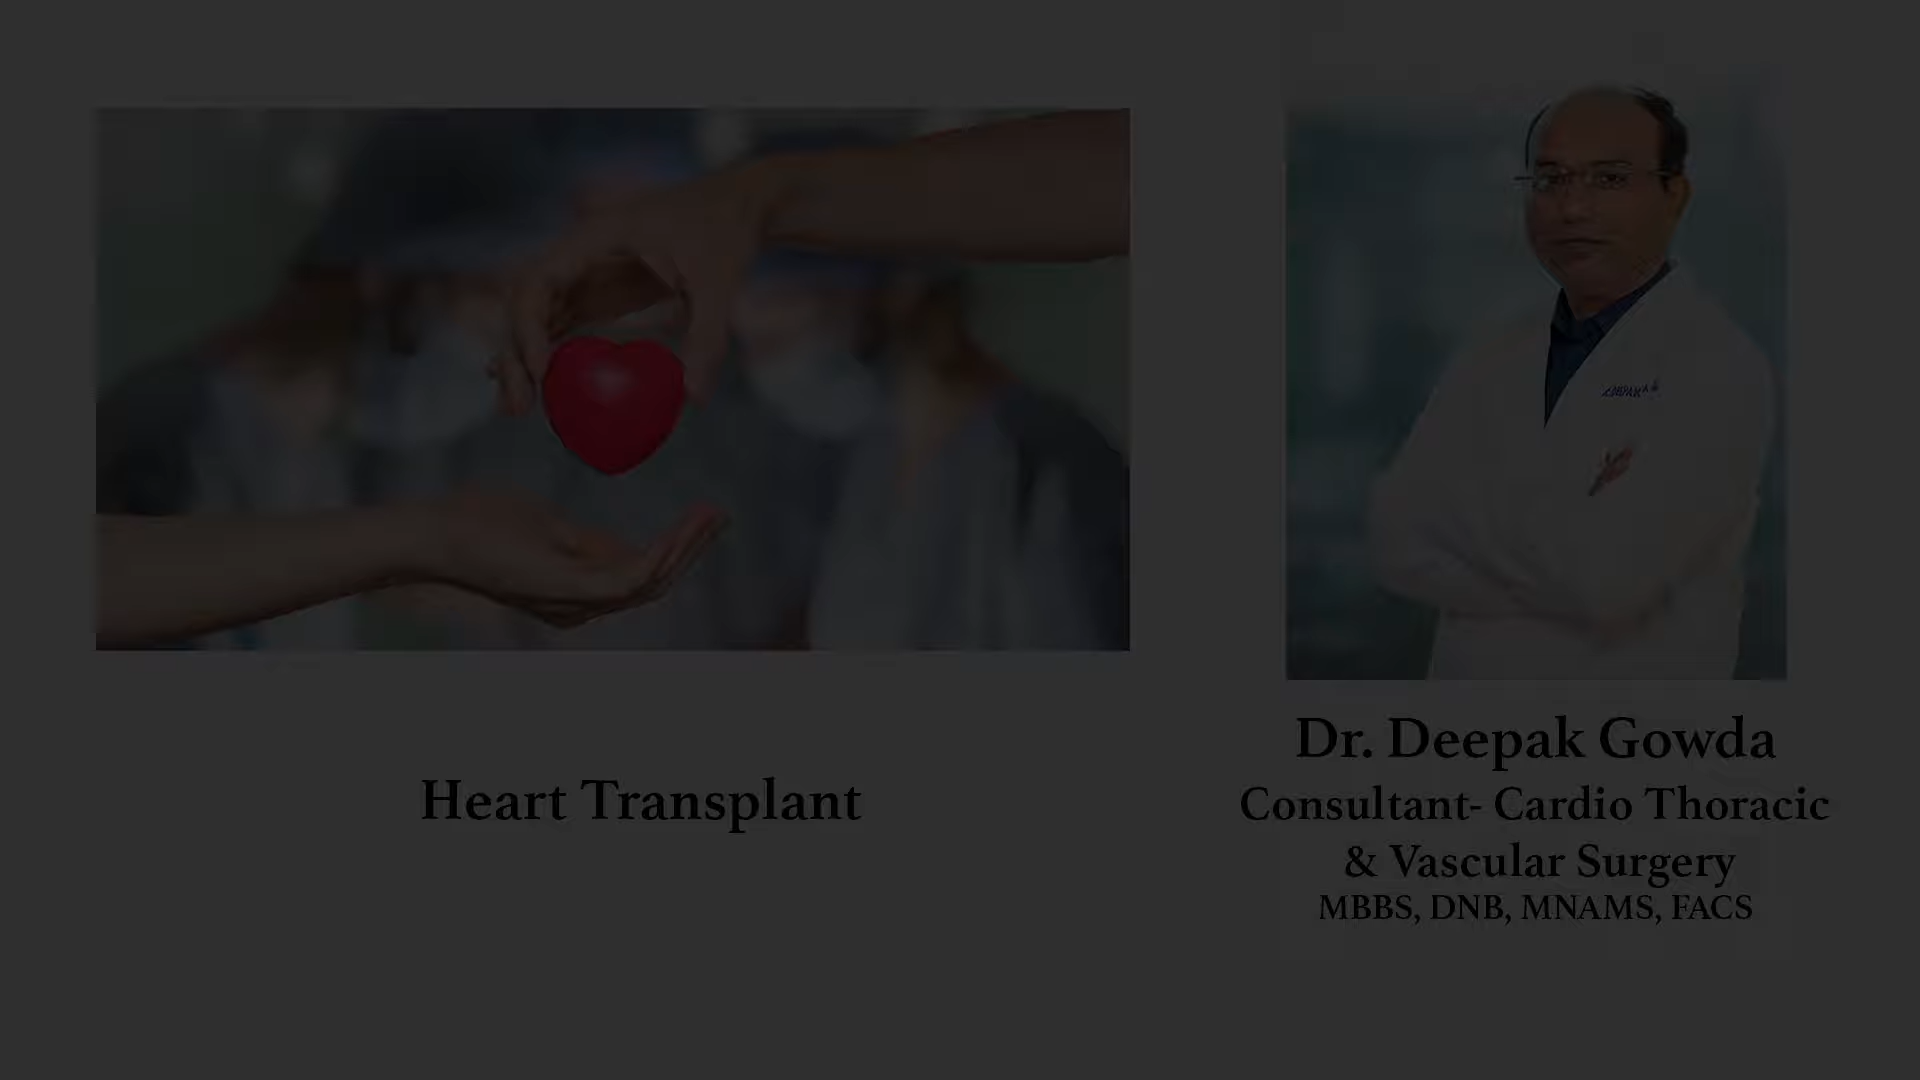 Heart Transplant
Dr. Deepak Gowda
Consultant- Cardio Thoracic
& Vascular Surgery
MBBS, DNB, MNAMS, FACS